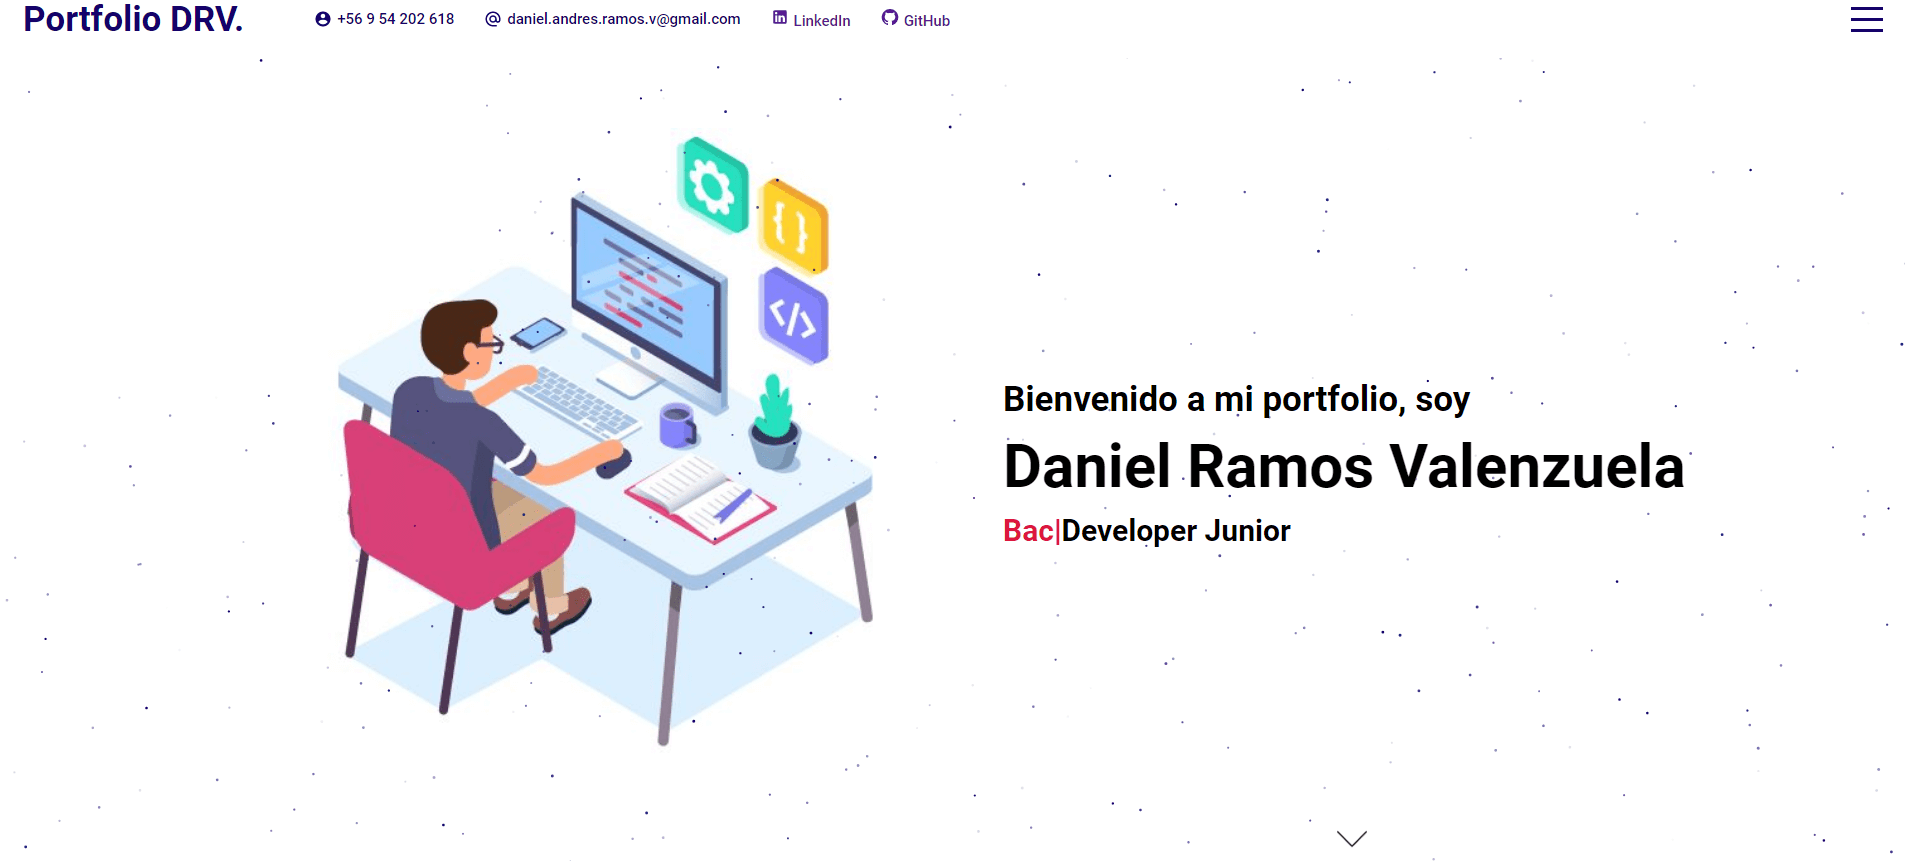 Portfolio DRV.
+56 9 54 202 618
daniel.andres.ramos.v@gmail.com
LinkedIn
GitHub
Bienvenido a mi portfolio, soy
Daniel Ramos Valenzuela
Bac|Developer Junior